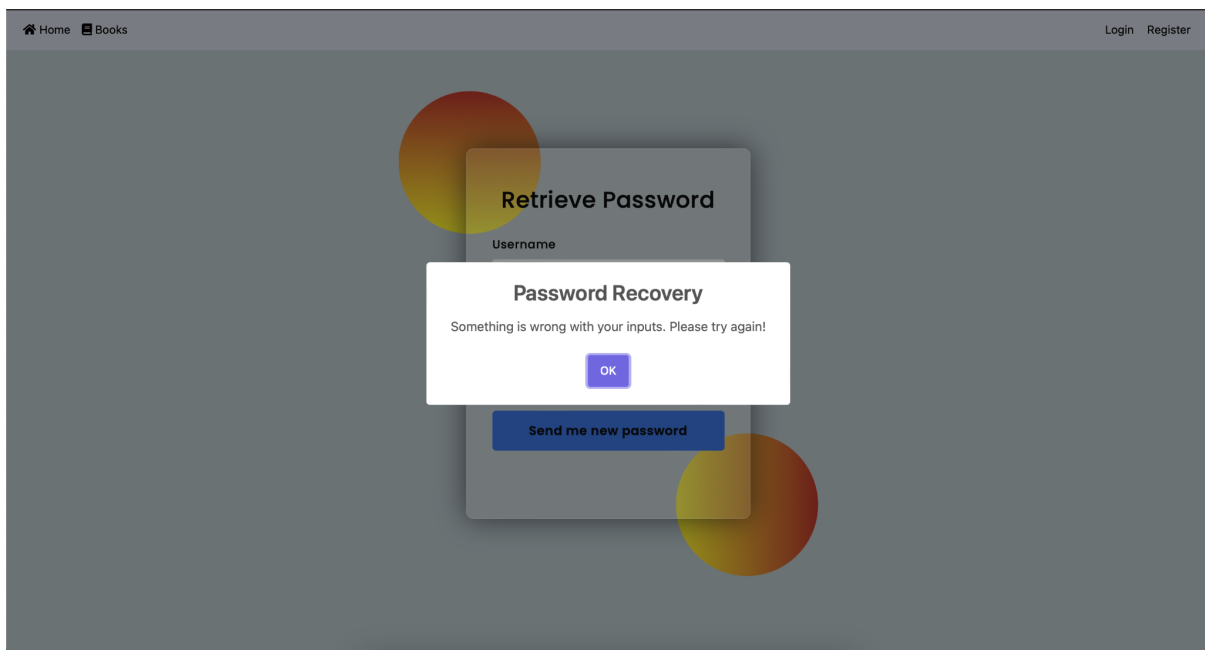 Home Books Login Register
Retrieve Password
Username
Password Recovery
Something is wrong with your inputs. Please try again!
OK
Send me new password